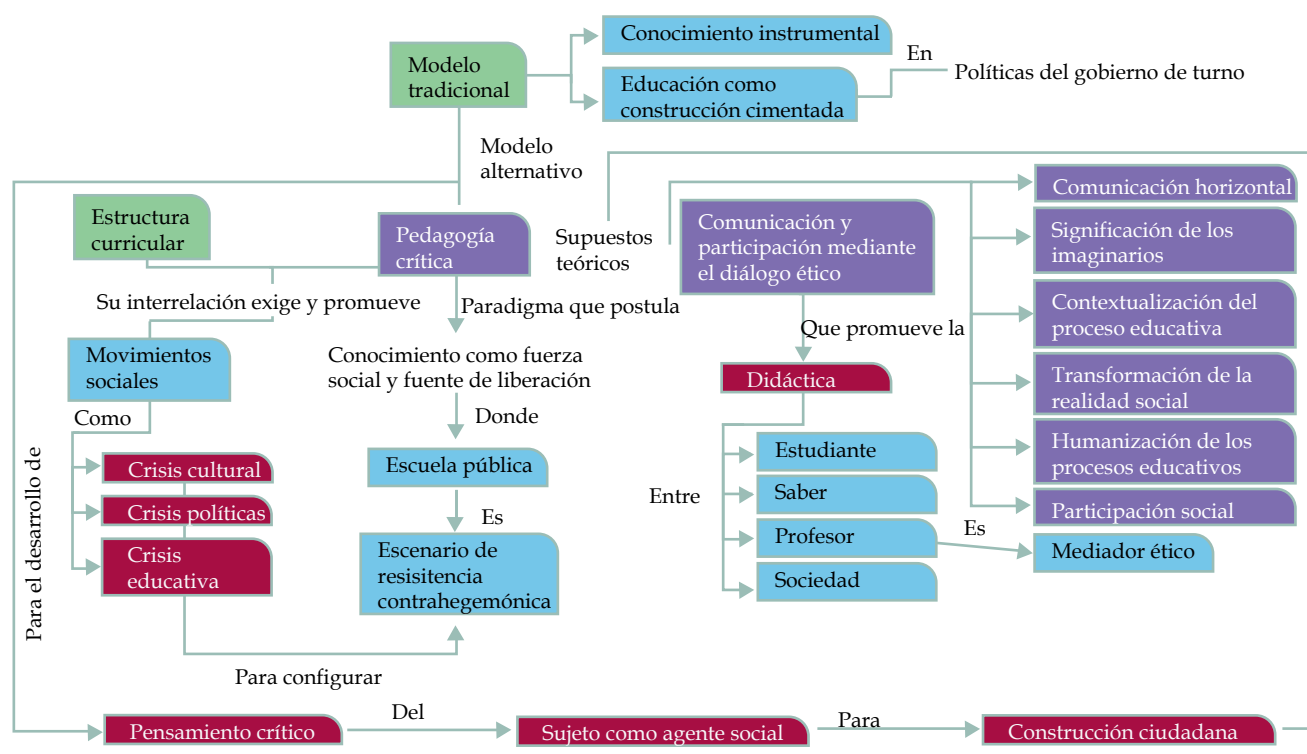 Modelo
tradicional
Conocimiento instrumental
Educación como
construcción cimentada
En
Políticas del gobierno de turno
Modelo
alternativo
Estructura
curricular
Pedagogía
crítica
Supuestos
teóricos
Comunicación y
participación mediante
el diálogo ético
Comunicación horizontal
Significación de los
imaginarios
Contextualización del
proceso educativa
Transformación de la
realidad social
Humanización de los
procesos educativos
Participación social
Su interrelación exige y promueve
Paradigma que postula
Que promueve la
Movimientos
sociales
Conocimiento como fuerza
social y fuente de liberación
Didáctica
Como
Donde
Crisis cultural
Crisis políticas
Crisis
educativa
Escuela pública
Es
Escenario de
resisitencia
contrahegemónica
Entre
Estudiante
Saber
Profesor
Sociedad
Es
Mediador ético
Para el desarrollo de
Para configurar
Pensamiento crítico
Del
Sujeto como agente social
Para
Construcción ciudadana